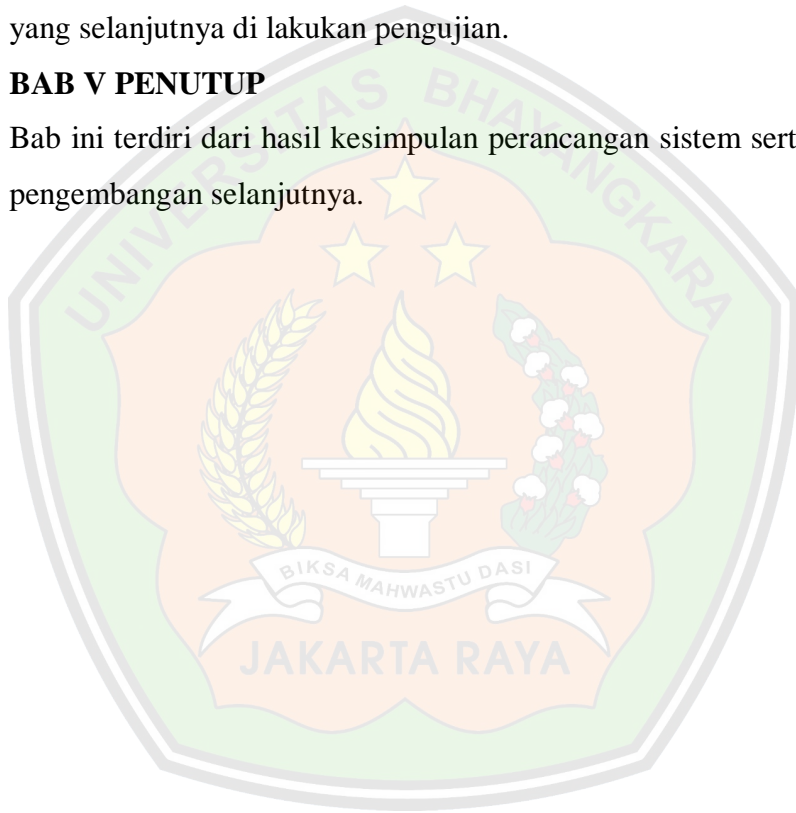 yang selanjutnya di lakukan pengujian.
BAB V PENUTUP
Bab ini terdiri dari hasil kesimpulan perancangan sistem sert
pengembangan selanjutnya.
UNIVERSITAS BHAYANGKARA
BIKSA MAHWASTU DASI
JAKARTA RAYA